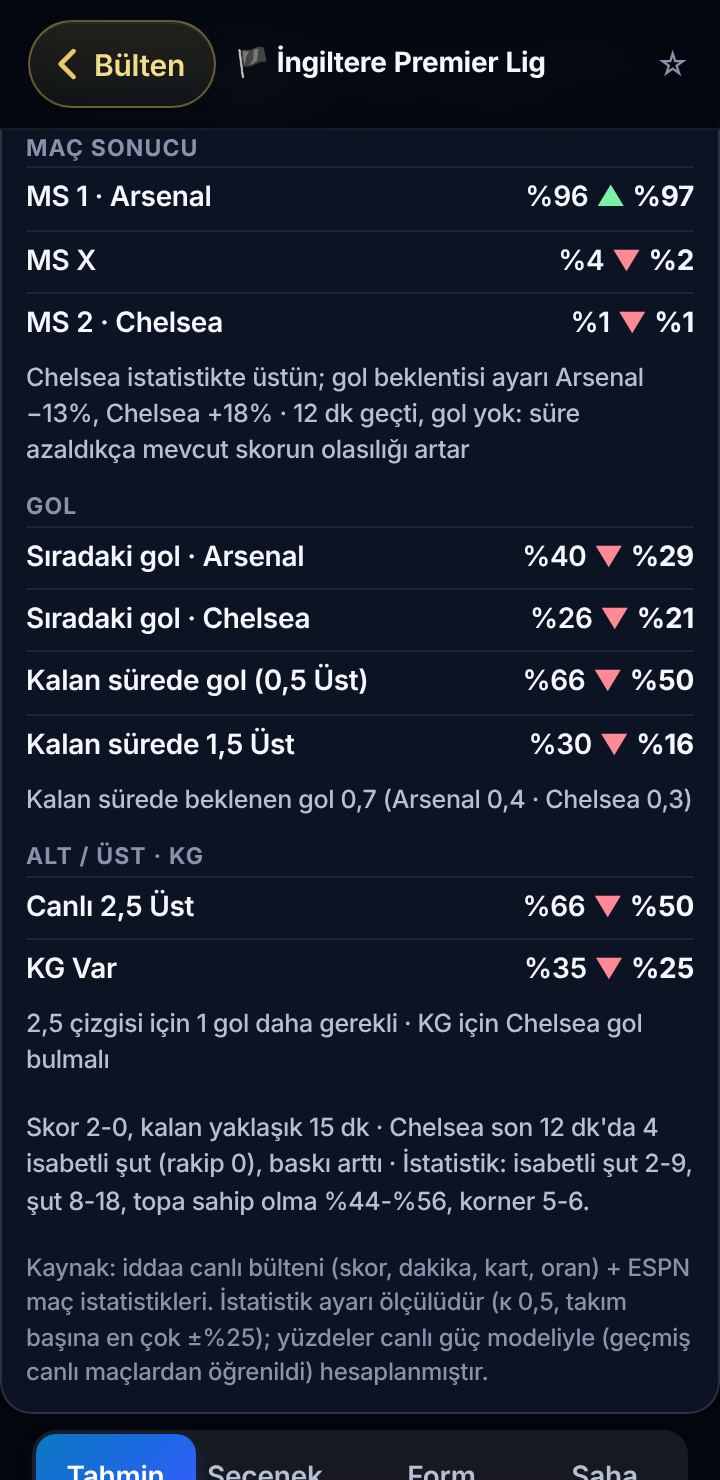 Bülten
İngiltere Premier Lig
MAÇ SONUCU
MS 1 · Arsenal %96 ▲ %97
MS X %4 ▼ %2
MS 2 · Chelsea %1 ▼ %1
Chelsea istatistikte üstün; gol beklentisi ayarı Arsenal
−13%, Chelsea +18% · 12 dk geçti, gol yok: süre
azaldıkça mevcut skorun olasılığı artar
GOL
Sıradaki gol · Arsenal %40 ▼ %29
Sıradaki gol · Chelsea %26 ▼ %21
Kalan sürede gol (0,5 Üst) %66 ▼ %50
Kalan sürede 1,5 Üst %30 ▼ %16
Kalan sürede beklenen gol 0,7 (Arsenal 0,4 · Chelsea 0,3)
ALT / ÜST · KG
Canlı 2,5 Üst %66 ▼ %50
KG Var %35 ▼ %25
2,5 çizgisi için 1 gol daha gerekli · KG için Chelsea gol
bulmalı
Skor 2-0, kalan yaklaşık 15 dk · Chelsea son 12 dk'da 4
isabetli şut (rakip 0), baskı arttı · İstatistik: isabetli şut 2-9,
şut 8-18, topa sahip olma %44-%56, korner 5-6.
Kaynak: iddaa canlı bülteni (skor, dakika, kart, oran) + ESPN
maç istatistikleri. İstatistik ayarı ölçülüdür (κ 0,5, takım
başına en çok ±%25); yüzdeler canlı güç modeliyle (geçmiş
canlı maçlardan öğrenildi) hesaplanmıştır.
Tahmin Seçenek Form Saha